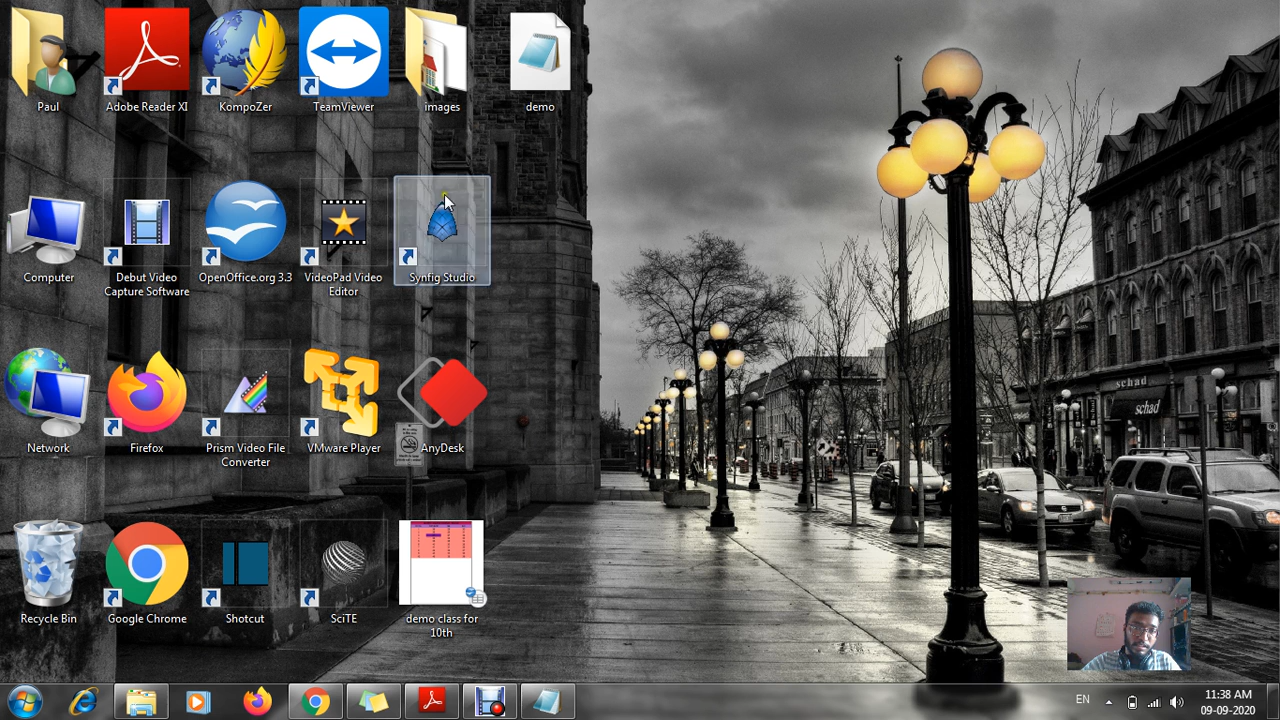 Paul
Adobe Reader XI
KompoZer
TeamViewer
images
demo
Computer
Debut Video
Capture Software
OpenOffice.org 3.3
VideoPad Video
Editor
Synfig Studio
Network
Firefox
Prism Video File
Converter
VMware Player
AnyDesk
Recycle Bin
Google Chrome
Shotcut
SciTE
demo class for
10th
schad
schad
EN
11:38 AM
09-09-2020